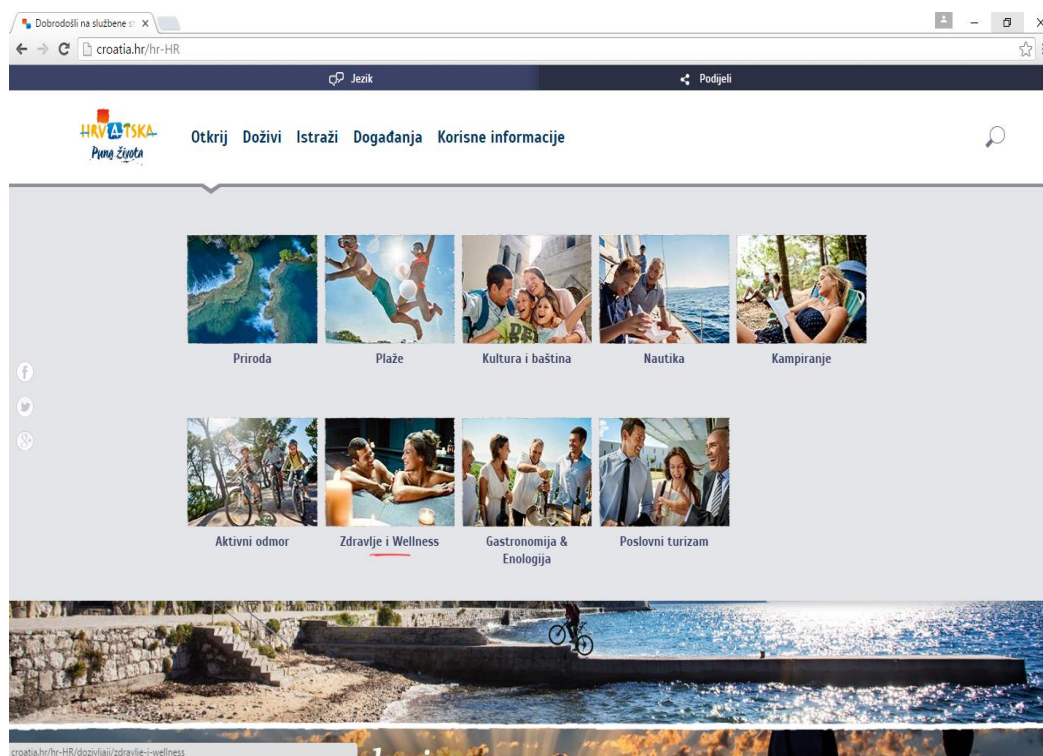 Dobrodošli na službene st
croatia.hr/hr-HR
Jezik
Podijeli
HRVATSKA
Puna života
Otkrij Doživi Istraži Događanja Korisne informacije
Priroda
Plaže
Kultura i baština
Nautika
Kampiranje
Aktivni odmor
Zdravlje i Wellness
Gastronomija &
Enologija
Poslovni turizam
croatia.hr/hr-HR/dozivljaji/zdravlje-i-wellness